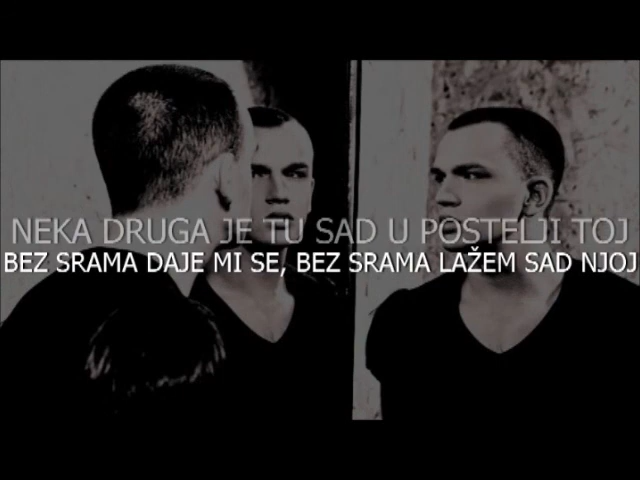 NEKA DRUGA JE TU SAD U POSTELJI TOJ
BEZ SRAMA DAJE MI SE, BEZ SRAMA LAŽEM SAD NJOJ